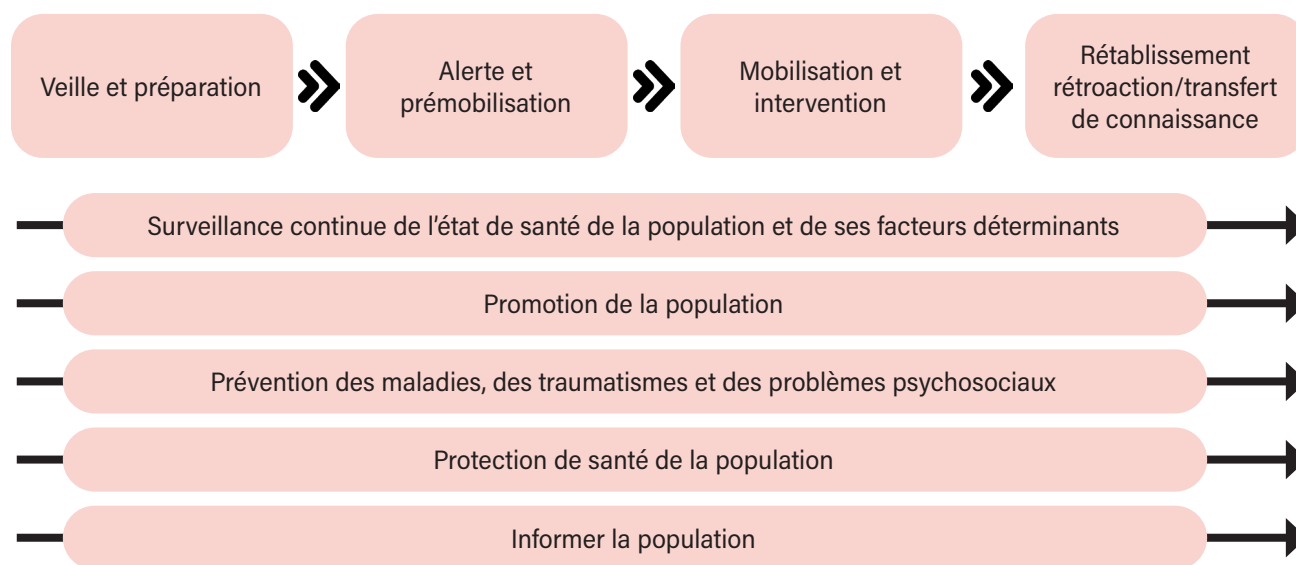 Veille et préparation
Alerte et
prémobilisation
Mobilisation et
intervention
Rétablissement
rétroaction/transfert
de connaissance
Surveillance continue de l'état de santé de la population et de ses facteurs déterminants
Promotion de la population
Prévention des maladies, des traumatismes et des problèmes psychosociaux
Protection de santé de la population
Informer la population